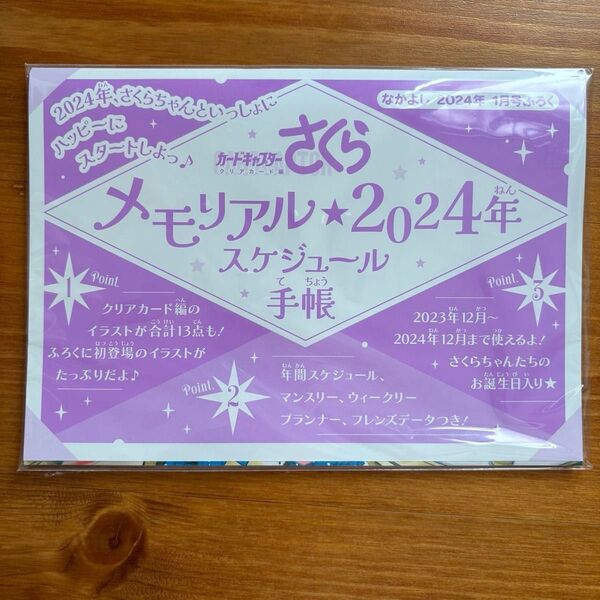 2024年、さくらちゃんといっしょに
ハッピーに
スタートしよっ♪
なかよし 2024年 1月号ふろく
カードキャプターさくら
クリアカード編
メモリアル★2024年
スケジュール
手帳
1 Point.
クリアカード編の
イラストが合計13点も!
ふろくに初登場のイラストが
たっぷりだよ♪
Point. 2
年間スケジュール、
マンスリー、ウィークリー
プランナー、フレンズデータつき!
Point. 3
2023年12月〜
2024年12月まで使えるよ!
さくらちゃんたちの
お誕生日入り★